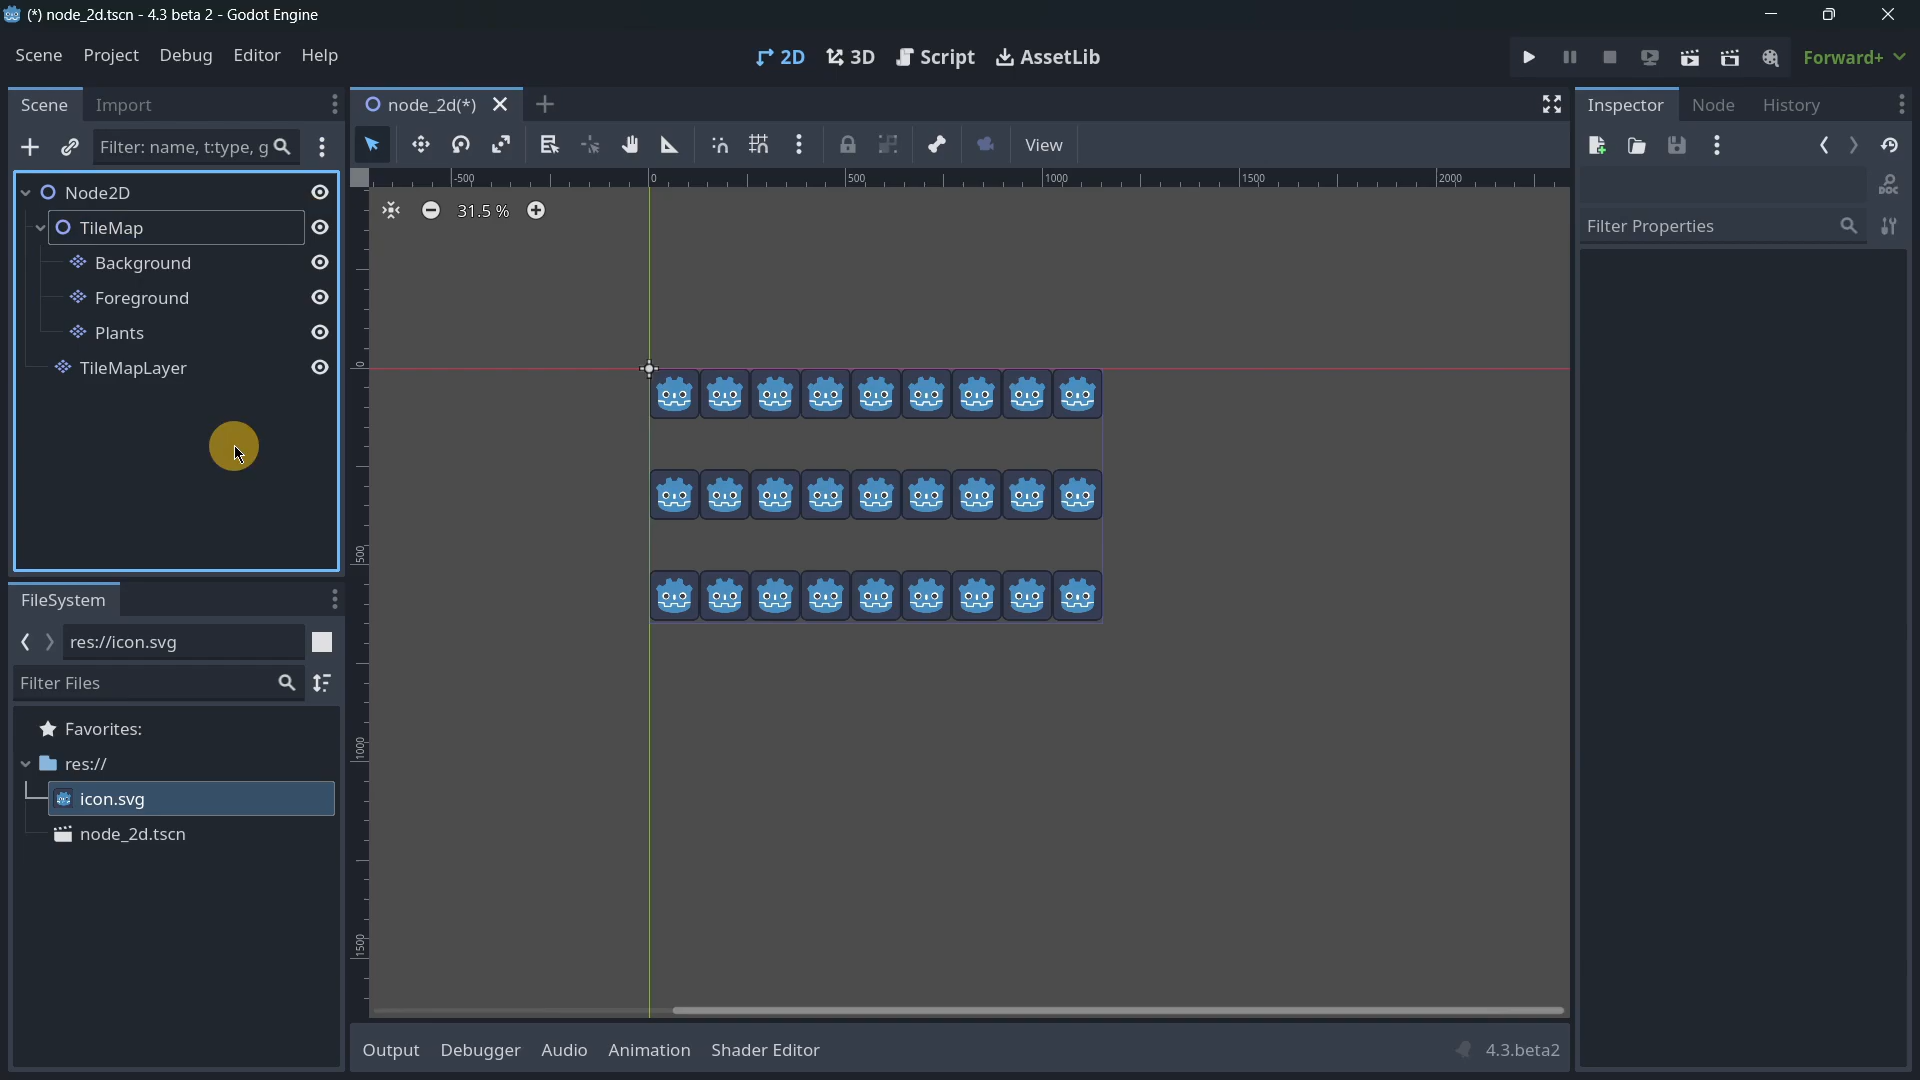 (*) node_2d.tscn - 4.3 beta 2 - Godot Engine
Scene Project Debug Editor Help
2D 3D Script AssetLib
Forward+
Scene Import
node_2d(*)
Inspector Node History
Filter: name, t:type, g
View
-500 0 500 1000 1500 2000
Node2D
31.5 %
TileMap
Filter Properties
Background
Foreground
Plants
TileMapLayer
0
500
1000
1500
FileSystem
res://icon.svg
Filter Files
Favorites:
res://
icon.svg
node_2d.tscn
Output Debugger Audio Animation Shader Editor
4.3.beta2